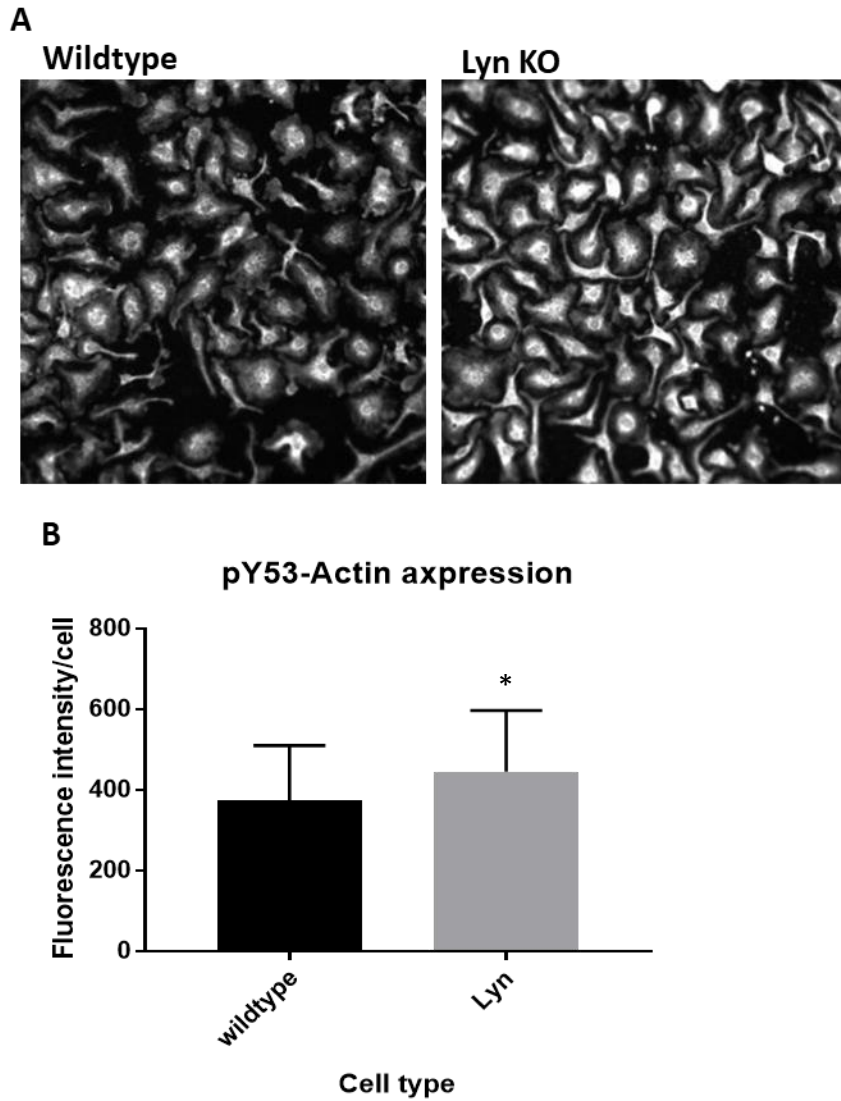 A
Wildtype
Lyn KO
B
pY53-Actin axpression
Fluorescence intensity/cell
800
600
400
200
0
*
wildtype
Lyn
Cell type